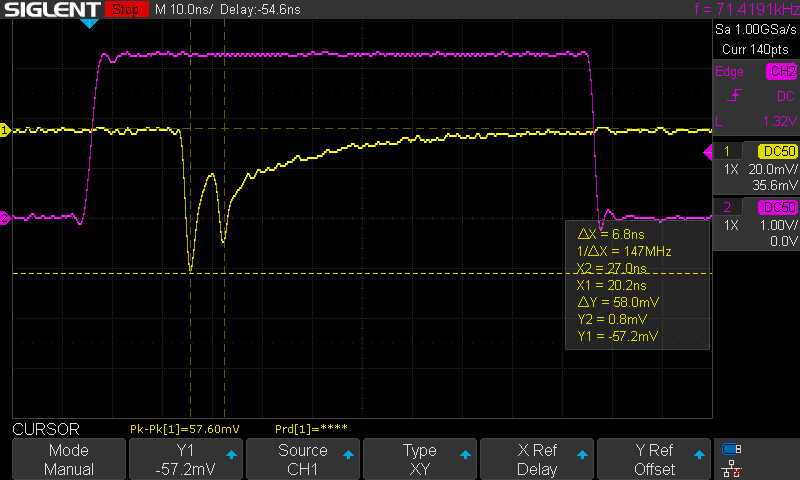 SIGLENT Stop M 10.0ns/ Delay:-54.6ns f = 71.4191kHz
Sa 1.00GSa/s
Curr 140pts
Edge CH2
DC
L 1.32V
1 DC50
1X 20.0mV/
35.6mV
2 DC50
1X 1.00V/
0.0V
1
2
ΔX = 6.8ns
1/ΔX = 147MHz
X2 = 27.0ns
X1 = 20.2ns
ΔY = 58.0mV
Y2 = 0.8mV
Y1 = -57.2mV
CURSOR Pk-Pk[1]=57.60mV Prd[1]=****
Mode Y1 Source Type X Ref Y Ref
Manual -57.2mV CH1 XY Delay Offset